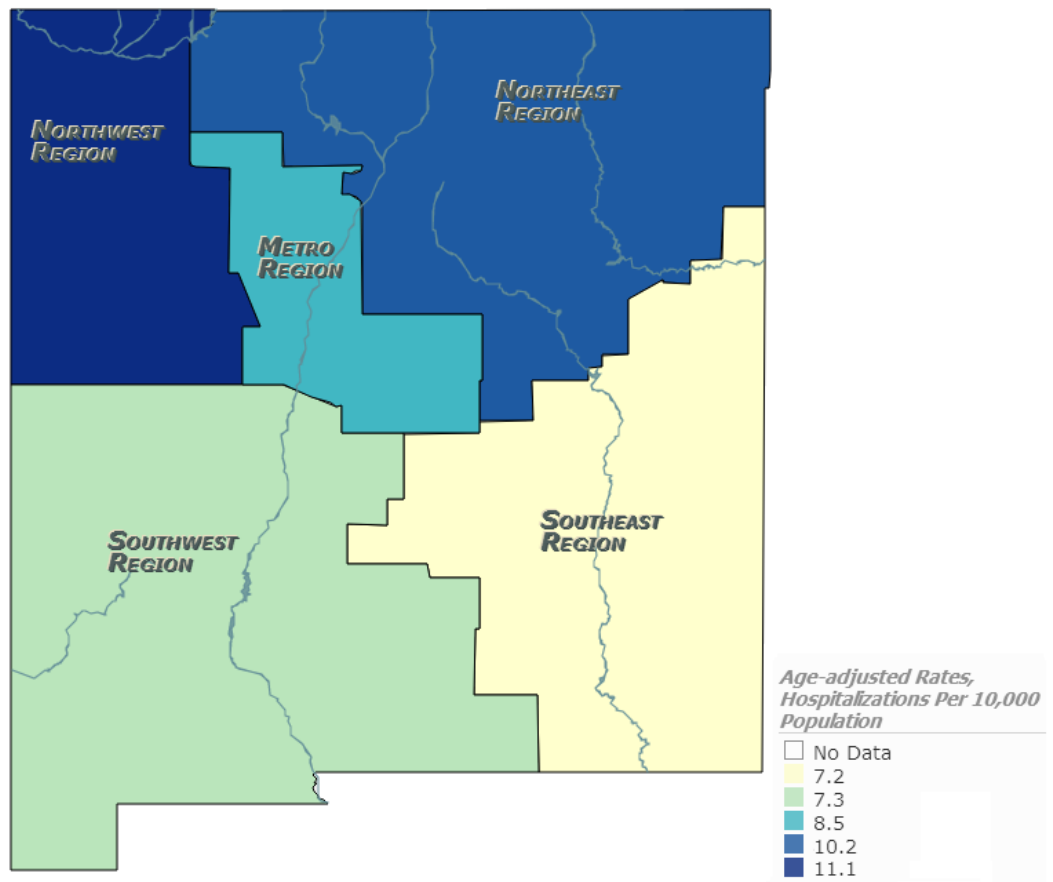 Northwest
Region
Northeast
Region
Metro
Region
Southwest
Region
Southeast
Region
Age-adjusted Rates,
Hospitalizations Per 10,000
Population
No Data
7.2
7.3
8.5
10.2
11.1